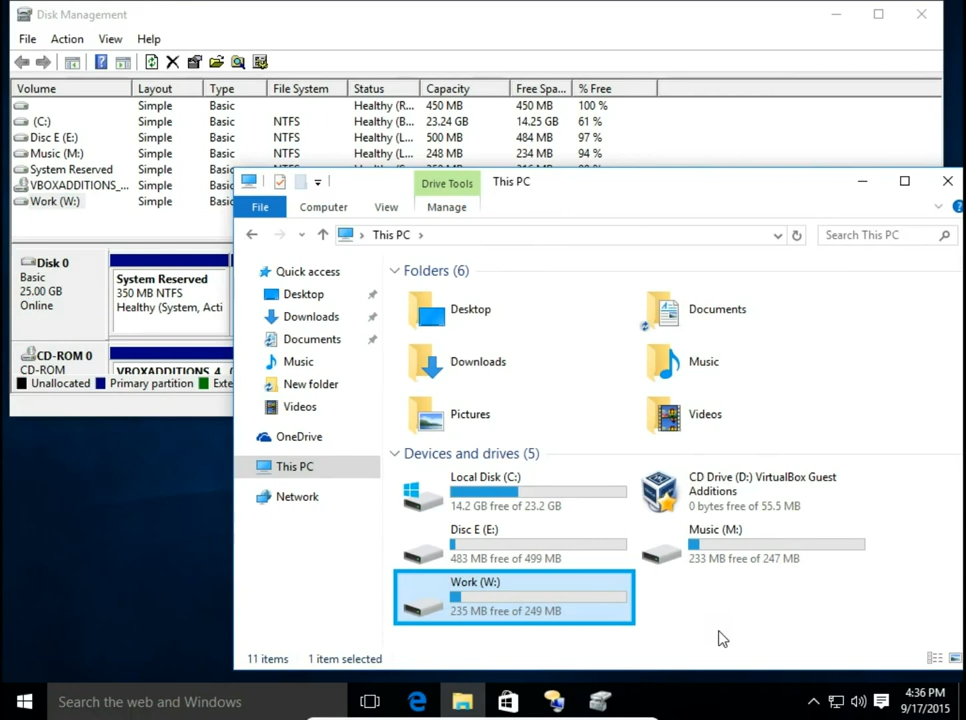 Disk Management
File Action View Help
Volume Layout Type File System Status Capacity Free Spa... % Free
Simple Basic Healthy (R... 450 MB 450 MB 100 %
(C:) Simple Basic NTFS Healthy (B... 23.24 GB 14.25 GB 61 %
Disc E (E:) Simple Basic NTFS Healthy (L... 500 MB 484 MB 97 %
Music (M:) Simple Basic NTFS Healthy (L... 248 MB 234 MB 94 %
System Reserved Simple Basic
VBOXADDITIONS_... Simple Basic
Work (W:) Simple Basic
Disk 0
Basic
25.00 GB
Online
System Reserved
350 MB NTFS
Healthy (System, Acti
CD-ROM 0
CD-ROM
VBOXADDITIONS_4. (
Unallocated Primary partition Exte
Drive Tools This PC
File Computer View Manage
This PC Search This PC
Quick access
Desktop
Downloads
Documents
Music
New folder
Videos
OneDrive
This PC
Network
Folders (6)
Desktop Documents
Downloads Music
Pictures Videos
Devices and drives (5)
Local Disk (C:)
14.2 GB free of 23.2 GB
CD Drive (D:) VirtualBox Guest
Additions
0 bytes free of 55.5 MB
Disc E (E:)
483 MB free of 499 MB
Music (M:)
233 MB free of 247 MB
Work (W:)
235 MB free of 249 MB
11 items 1 item selected
Search the web and Windows
4:36 PM
9/17/2015